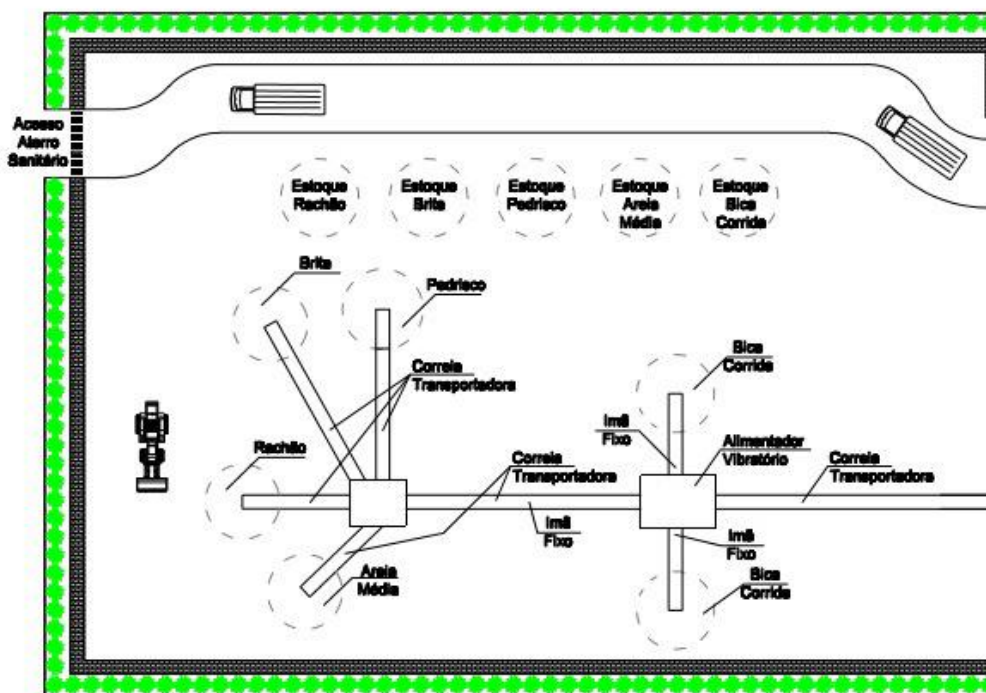 Acesso
Aterro
Sanitário
Estoque
Rachão
Estoque
Brita
Estoque
Pedrisco
Estoque
Areia
Média
Estoque
Bica
Corrida
Brita
Pedrisco
Correia
Transportadora
Bica
Corrida
Imã
Fixo
Alimentador
Vibratório
Rachão
Correia
Transportadora
Correia
Transportadora
Imã
Fixo
Imã
Fixo
Areia
Média
Bica
Corrida